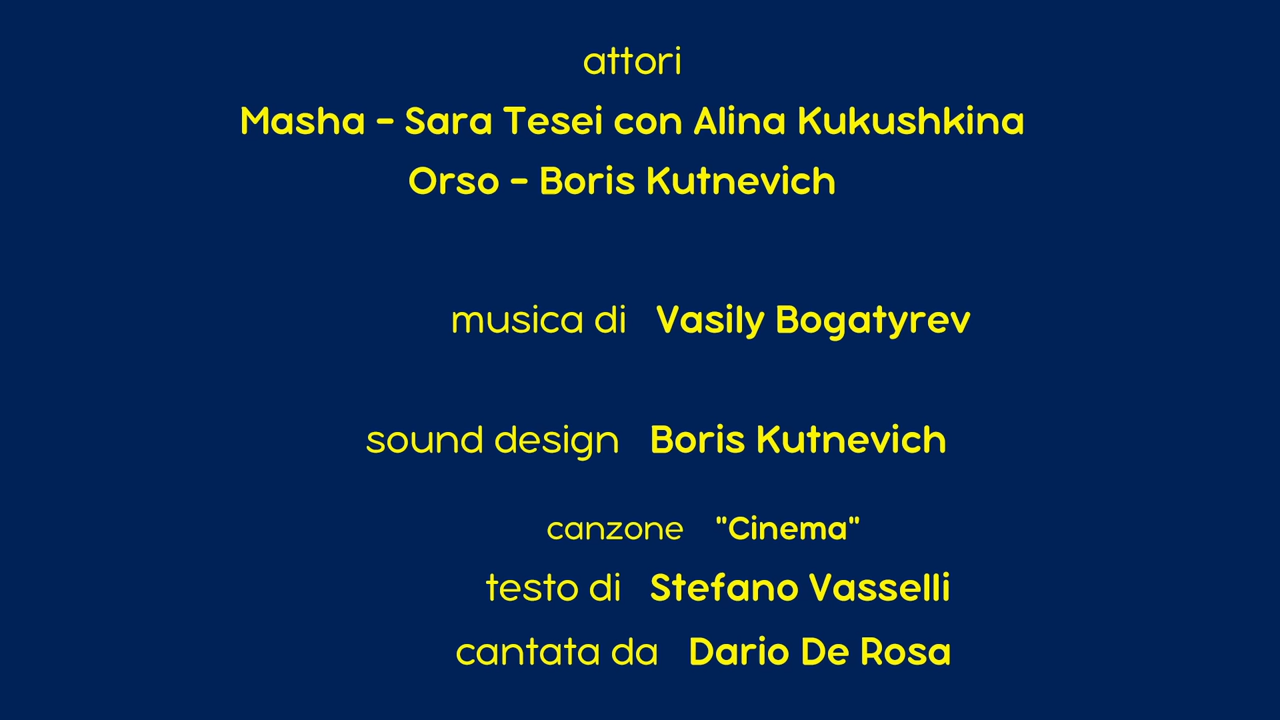 attori
Masha - Sara Tesei con Alina Kukushkina
Orso - Boris Kutnevich
musica di Vasily Bogatyrev
sound design Boris Kutnevich
canzone "Cinema"
testo di Stefano Vasselli
cantata da Dario De Rosa